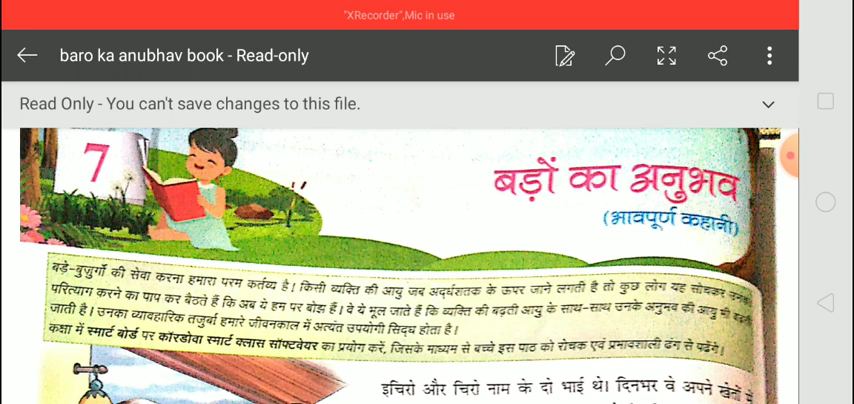 "XRecorder",Mic in use
baro ka anubhav book - Read-only
Read Only - You can't save changes to this file.
7
बड़ों का अनुभव
(भावपूर्ण कहानी)
बड़े-बुज़ुर्गों की सेवा करना हमारा परम कर्तव्य है। किसी व्यक्ति की आयु जब अर्द्धशतक के ऊपर जाने लगती है तो कुछ लोग यह सोचकर उनका
परित्याग करने का पाप कर बैठते हैं कि अब ये हम पर बोझ हैं। वे ये भूल जाते हैं कि व्यक्ति की बढ़ती आयु के साथ-साथ उनके अनुभव की आयु भी बढ़ती
जाती है। उनका व्यावहारिक तजुर्बा हमारे जीवनकाल में अत्यंत उपयोगी सिद्ध होता है।
कक्षा में स्मार्ट बोर्ड पर कॉरडोवा स्मार्ट क्लास सॉफ्टवेयर का प्रयोग करें, जिसके माध्यम से बच्चे इस पाठ को रोचक एवं प्रभावशाली ढंग से पढ़ेंगे।
इचिरो और चिरो नाम के दो भाई थे। दिनभर वे अपने खेतों में